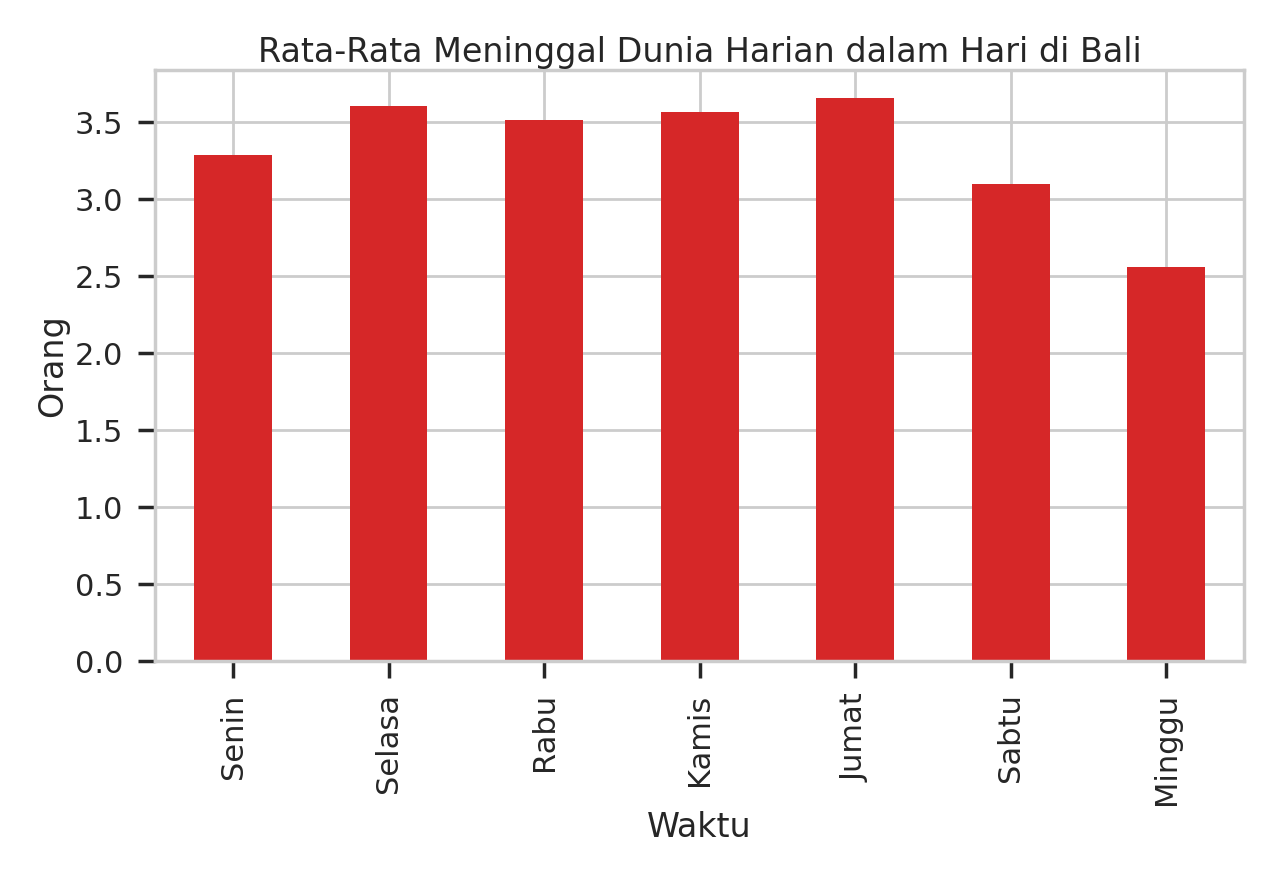 Rata-Rata Meninggal Dunia Harian dalam Hari di Bali
Orang
3.5
3.0
2.5
2.0
1.5
1.0
0.5
0.0
Senin
Selasa
Rabu
Kamis
Jumat
Sabtu
Minggu
Waktu